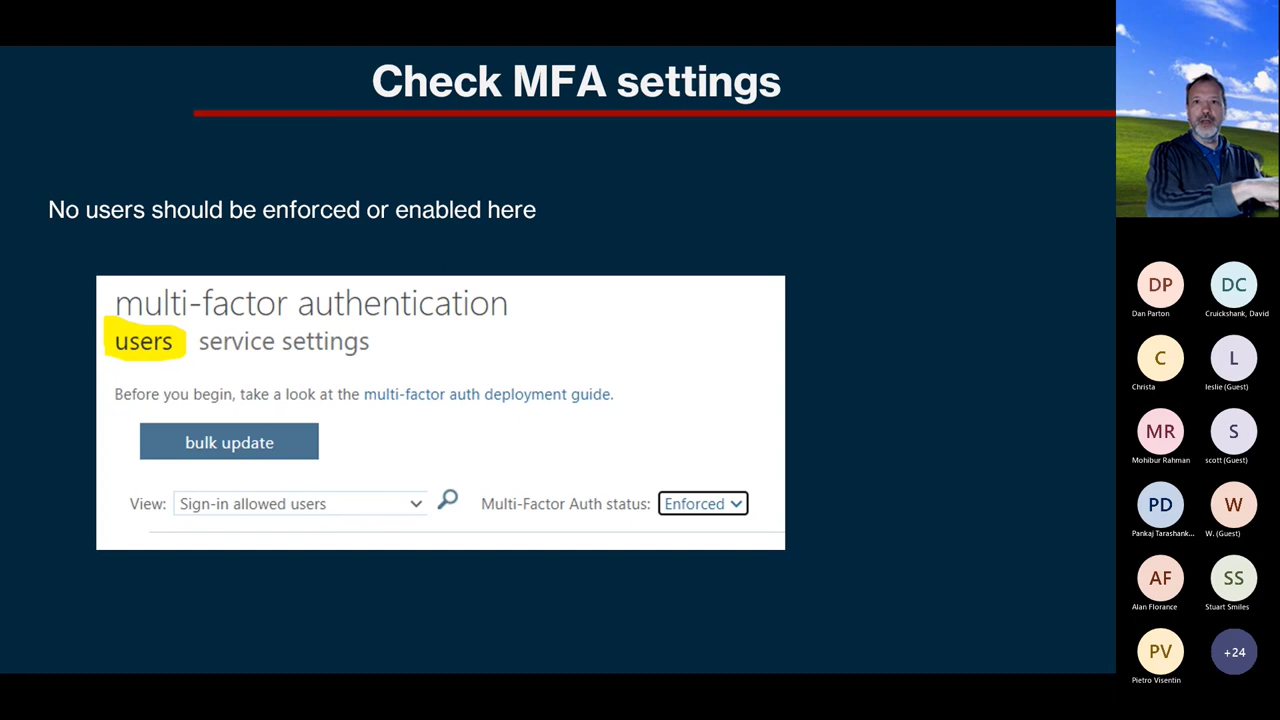 Check MFA settings
No users should be enforced or enabled here
multi-factor authentication
users service settings
Before you begin, take a look at the multi-factor auth deployment guide.
bulk update
View: Sign-in allowed users Multi-Factor Auth status: Enforced
DP DC
Dan Parton Cruickshank, David
C L
Christa leslie (Guest)
MR S
Mohibur Rahman scott (Guest)
PD W
Pankaj Tarashank... W. (Guest)
AF SS
Alan Florance Stuart Smiles
PV +24
Pietro Visentin